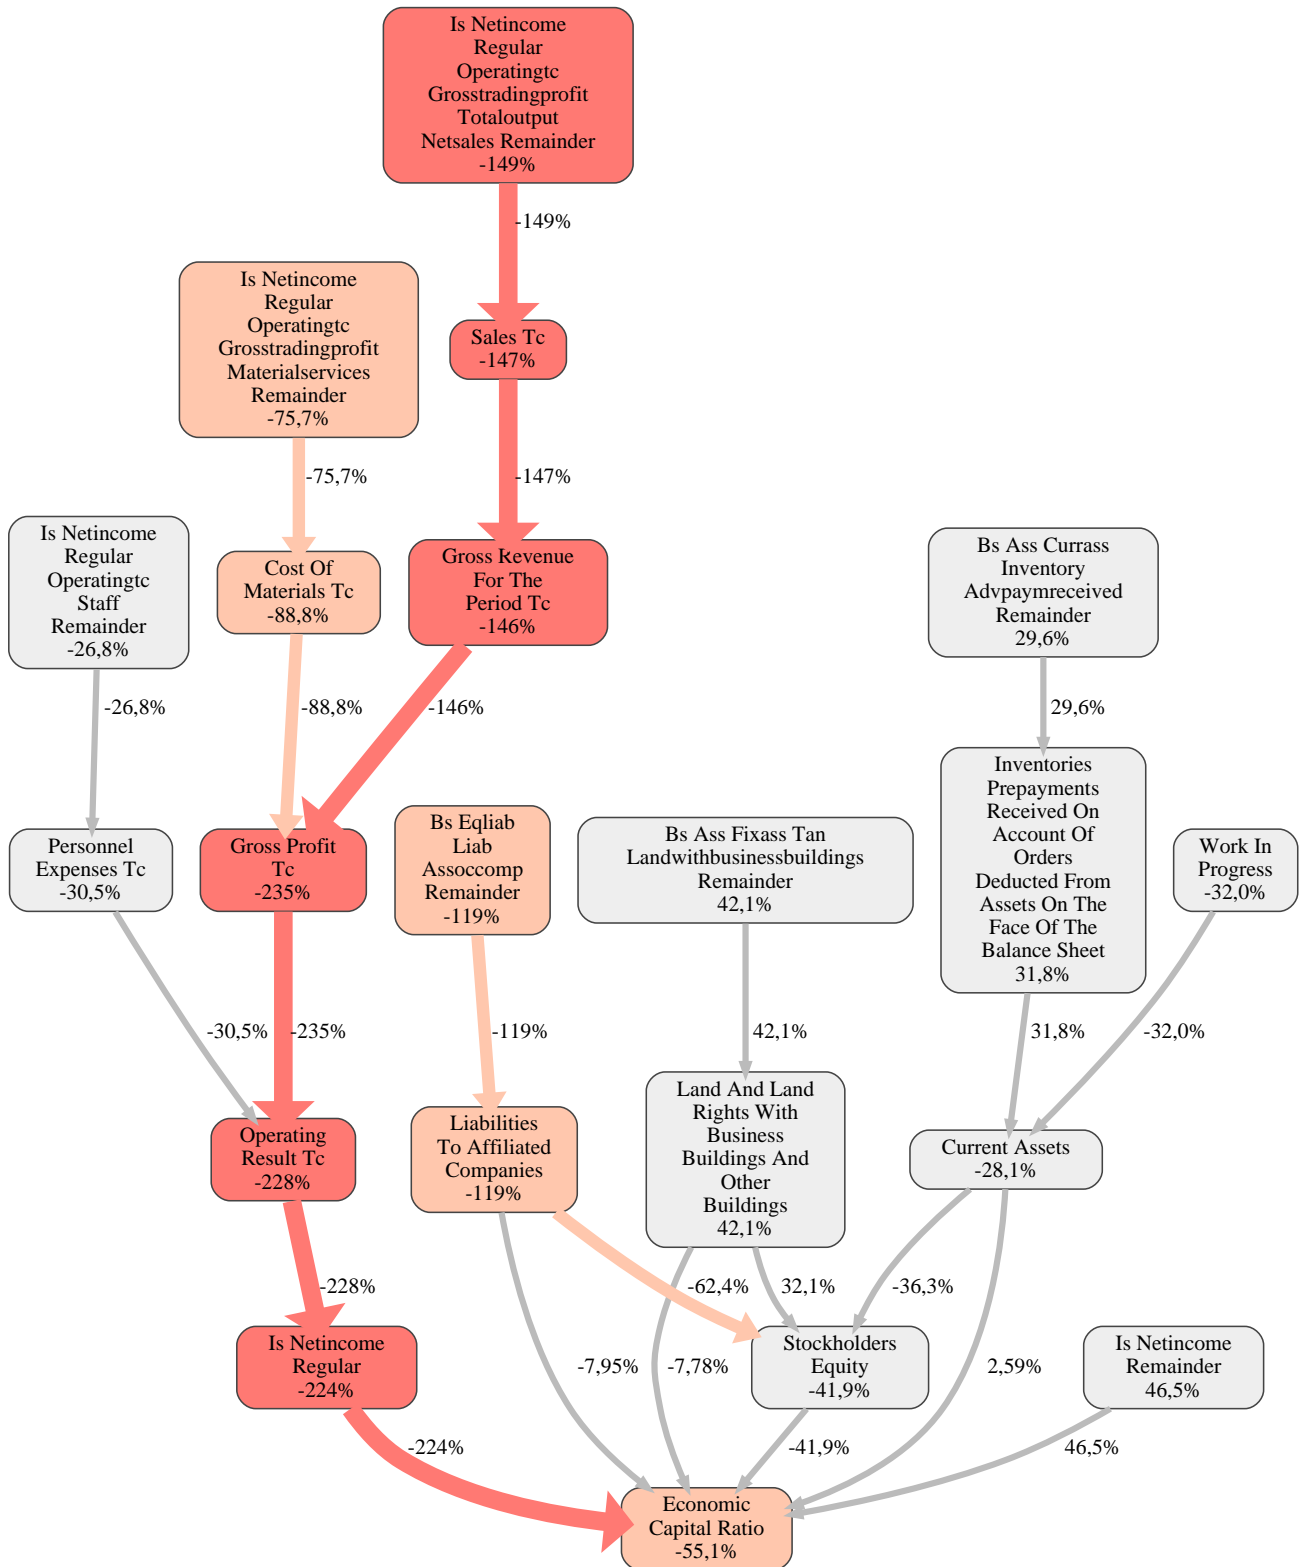 Is Netincome
Regular
Operatingtc
Grosstradingprofit
Totaloutput
Netsales Remainder
-149%
-149%
Is Netincome
Regular
Operatingtc
Grosstradingprofit
Materialservices
Remainder
-75,7%
Sales Tc
-147%
-75,7%
-147%
Is Netincome
Regular
Operatingtc
Staff
Remainder
-26,8%
Cost Of
Materials Tc
-88,8%
Gross Revenue
For The
Period Tc
-146%
Bs Ass Currass
Inventory
Advpaymreceived
Remainder
29,6%
-26,8%
-88,8%
-146%
29,6%
Personnel
Expenses Tc
-30,5%
Gross Profit
Tc
-235%
Bs Eqliab
Liab
Assoccomp
Remainder
-119%
Bs Ass Fixass Tan
Landwithbusinessbuildings
Remainder
42,1%
Inventories
Prepayments
Received On
Account Of
Orders
Deducted From
Assets On The
Face Of The
Balance Sheet
31,8%
Work In
Progress
-32,0%
-30,5%
-235%
-119%
42,1%
31,8%
-32,0%
Operating
Result Tc
-228%
Liabilities
To Affiliated
Companies
-119%
Land And Land
Rights With
Business
Buildings And
Other
Buildings
42,1%
Current Assets
-28,1%
-228%
-62,4%
32,1%
-36,3%
Is Netincome
Regular
-224%
-7,95%
-7,78%
Stockholders
Equity
-41,9%
2,59%
Is Netincome
Remainder
46,5%
-224%
-41,9%
46,5%
Economic
Capital Ratio
-55,1%